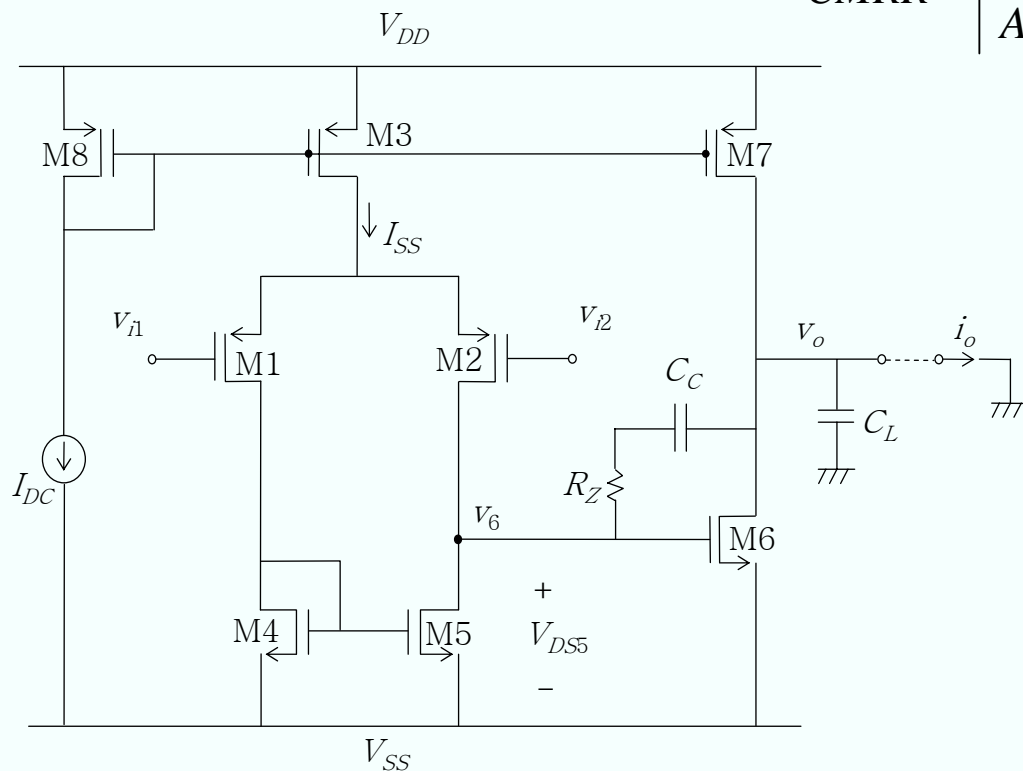 A
V_DD
M8
M3
M7
I_SS
v_i1
M1
M2
v_i2
v_o
i_o
C_C
C_L
R_Z
I_DC
v_6
M6
+
M4
M5
V_DS5
−
V_SS